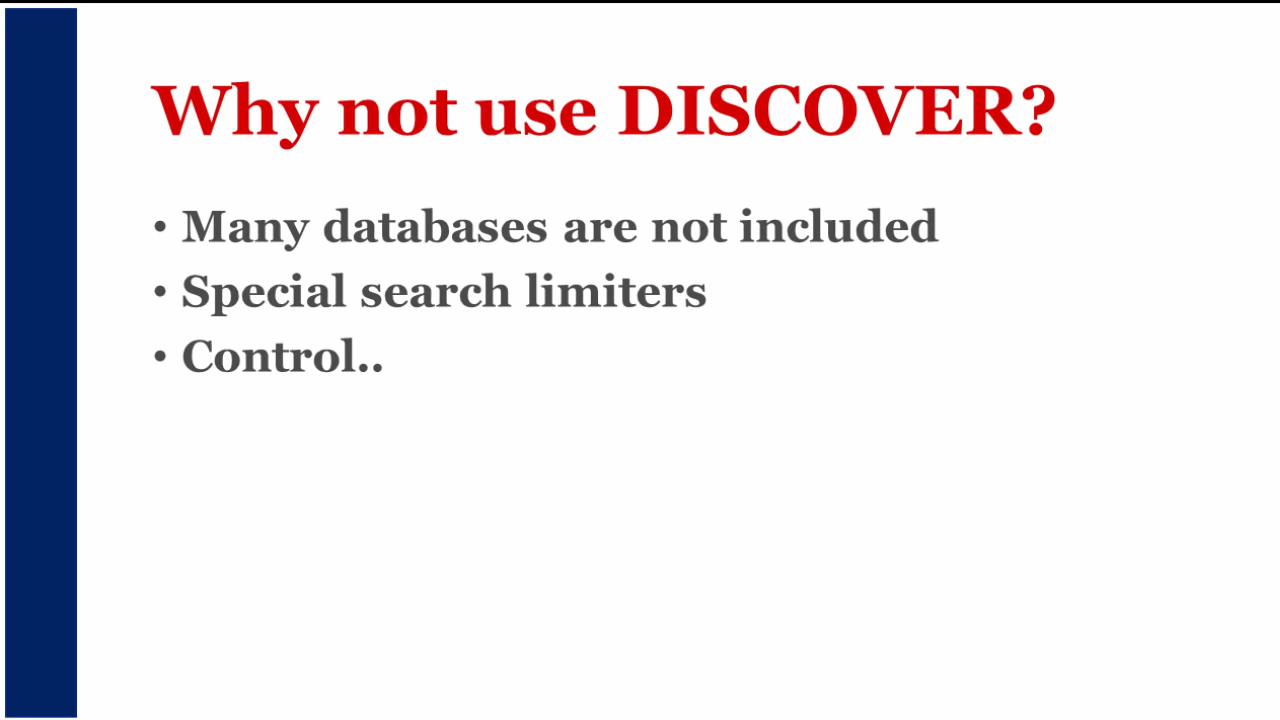 Why not use DISCOVER?
• Many databases are not included
• Special search limiters
• Control..